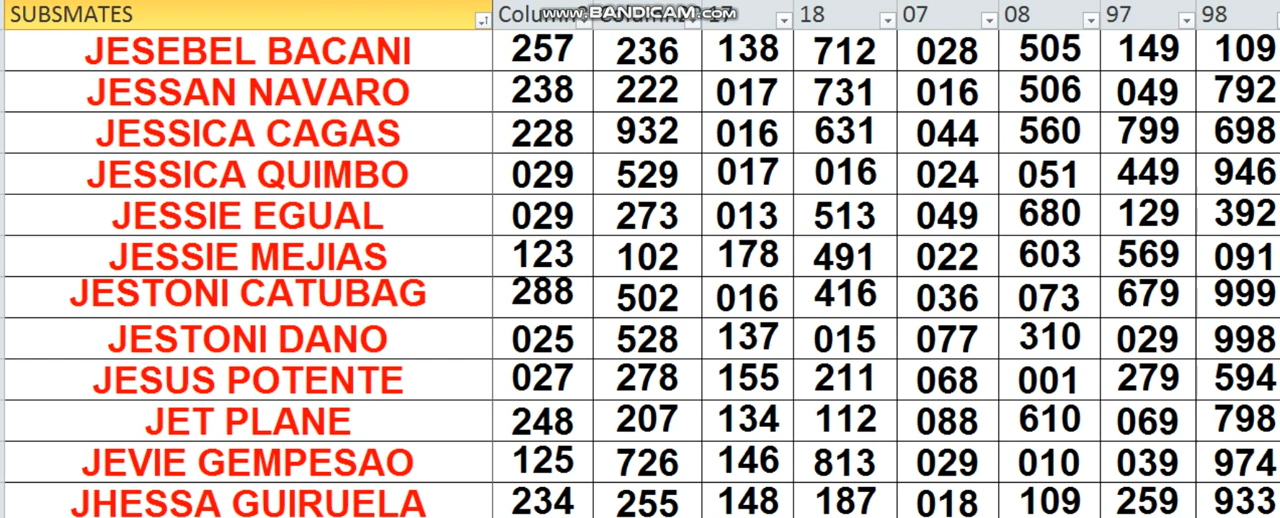 SUBSMATES Column 17 18 07 08 97 98
www.BANDICAM.com
JESEBEL BACANI 257 236 138 712 028 505 149 109
JESSAN NAVARO 238 222 017 731 016 506 049 792
JESSICA CAGAS 228 932 016 631 044 560 799 698
JESSICA QUIMBO 029 529 017 016 024 051 449 946
JESSIE EGUAL 029 273 013 513 049 680 129 392
JESSIE MEJIAS 123 102 178 491 022 603 569 091
JESTONI CATUBAG 288 502 016 416 036 073 679 999
JESTONI DANO 025 528 137 015 077 310 029 998
JESUS POTENTE 027 278 155 211 068 001 279 594
JET PLANE 248 207 134 112 088 610 069 798
JEVIE GEMPESAO 125 726 146 813 029 010 039 974
JHESSA GUIRUELA 234 255 148 187 018 109 259 933